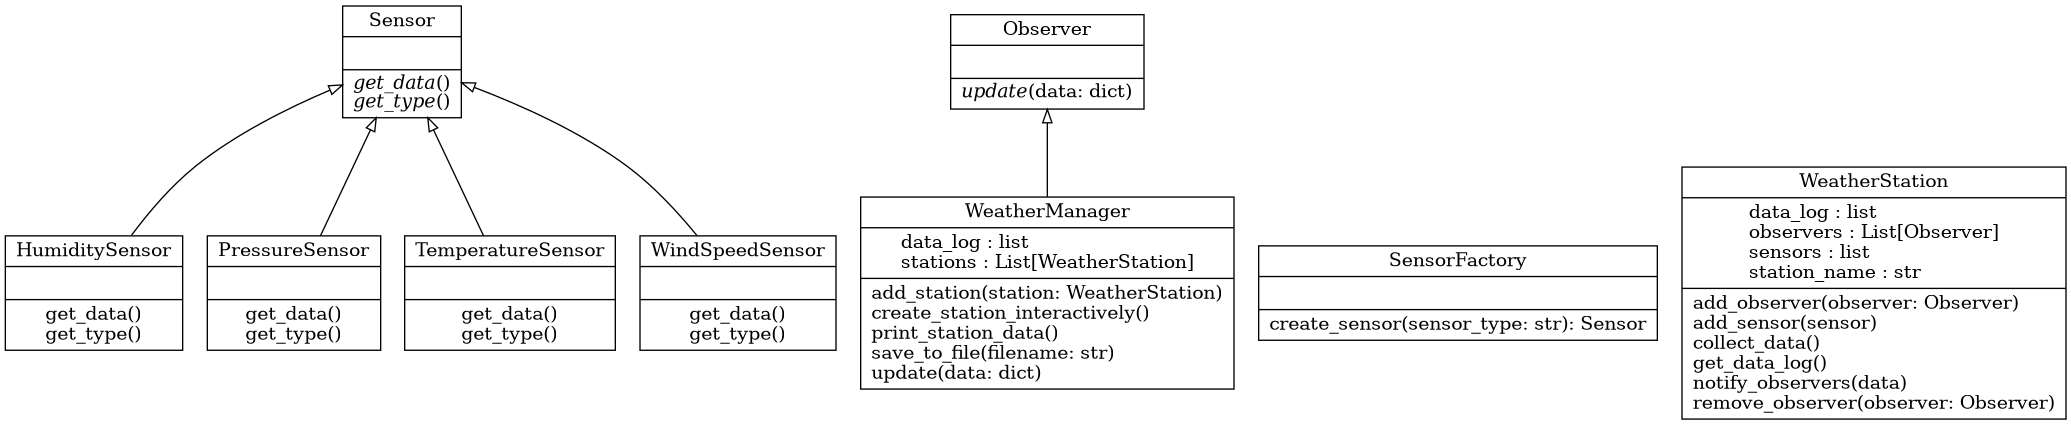 Sensor
get_data()
get_type()
Observer
update(data: dict)
HumiditySensor
get_data()
get_type()
PressureSensor
get_data()
get_type()
TemperatureSensor
get_data()
get_type()
WindSpeedSensor
get_data()
get_type()
WeatherManager
data_log : list
stations : List[WeatherStation]
add_station(station: WeatherStation)
create_station_interactively()
print_station_data()
save_to_file(filename: str)
update(data: dict)
SensorFactory
create_sensor(sensor_type: str): Sensor
WeatherStation
data_log : list
observers : List[Observer]
sensors : list
station_name : str
add_observer(observer: Observer)
add_sensor(sensor)
collect_data()
get_data_log()
notify_observers(data)
remove_observer(observer: Observer)